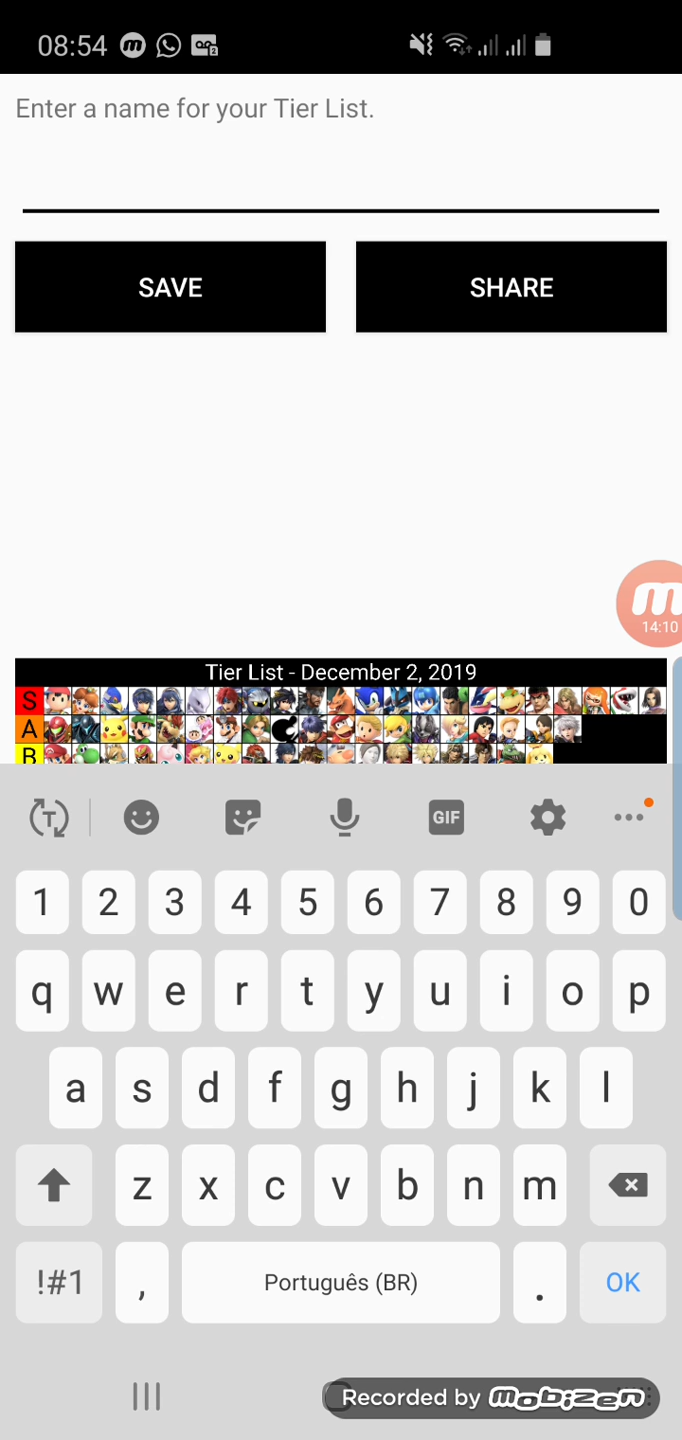 08:54
Enter a name for your Tier List.
SAVE SHARE
14:10
Tier List - December 2, 2019
S
A
B
GIF
1 2 3 4 5 6 7 8 9 0
q w e r t y u i o p
a s d f g h j k l
z x c v b n m
!#1 , Português (BR) . OK
Recorded by mobizen